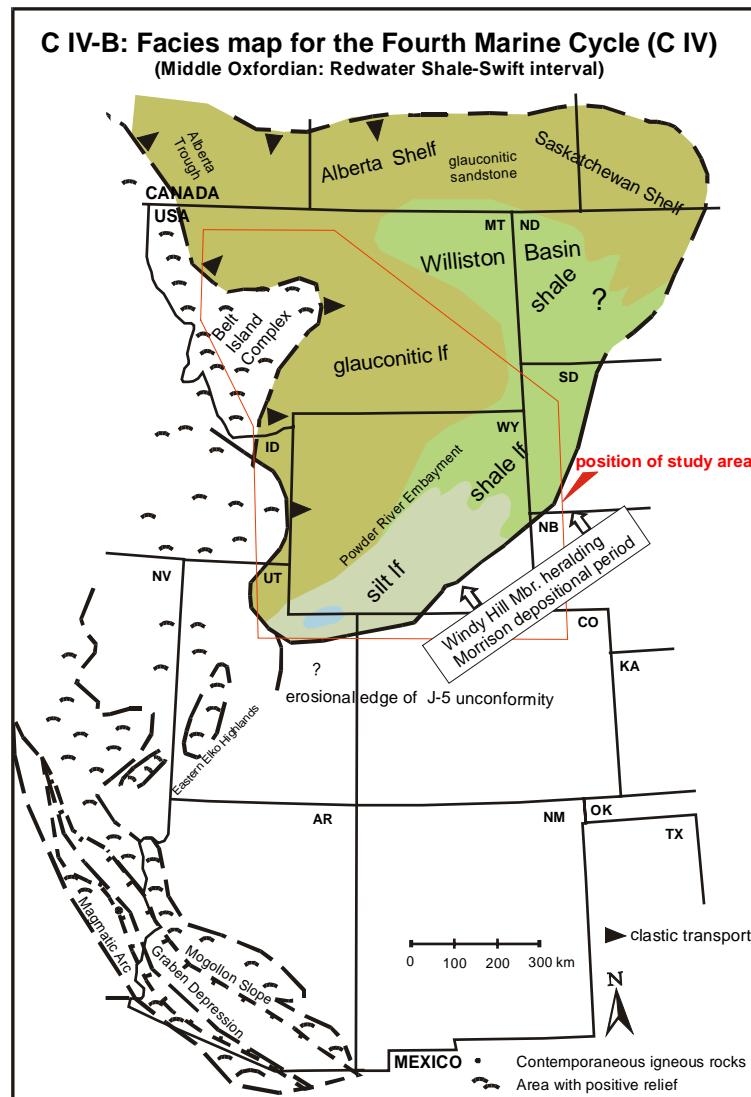 C IV-B: Facies map for the Fourth Marine Cycle (C IV)
(Middle Oxfordian: Redwater Shale-Swift interval)
Alberta
Trough
Alberta Shelf
glauconitic
sandstone
Saskatchewan Shelf
CANADA
USA
MT
ND
Williston
Basin
shale
?
Belt
Island
Complex
glauconitic lf
SD
ID
WY
shale lf
position of study area
Powder River Embayment
NB
silt lf
Windy Hill Mbr. heralding
Morrison depositional period
NV
UT
CO
?
KA
erosional edge of J-5 unconformity
Eastern Elko Highlands
AR
NM
OK
TX
Magmatic Arc
Graben Depression
Mogollon Slope
clastic transport
0 100 200 300 km
N
MEXICO
Contemporaneous igneous rocks
Area with positive relief